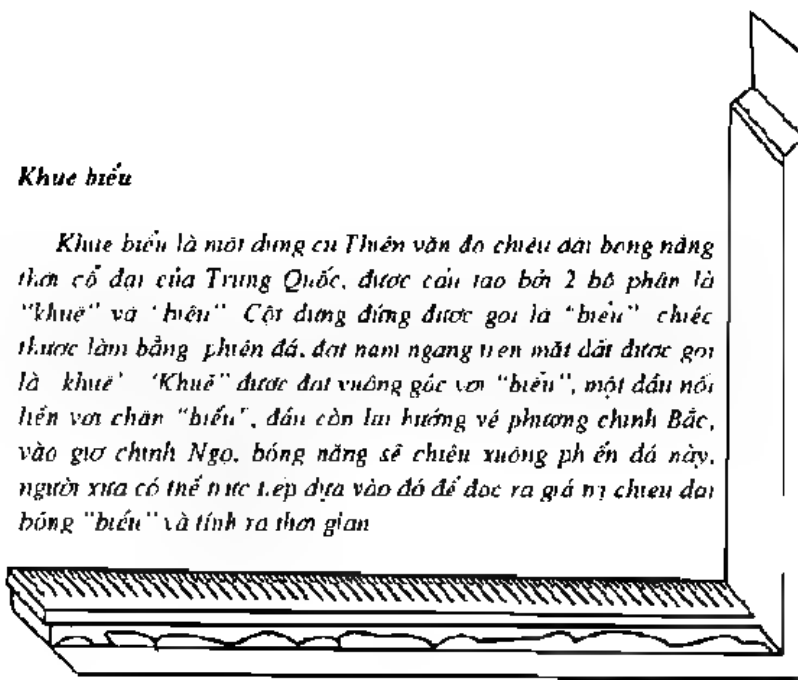 Khuê biểu
Khuê biểu là một dụng cụ Thiên văn đo chiều dài bóng nắng
thời cổ đại của Trung Quốc, được cấu tạo bởi 2 bộ phận là
"khuê" và "biểu" Cột dựng đứng được gọi là "biểu" chiếc
thước làm bằng phiến đá, đặt nằm ngang trên mặt đất được gọi
là khuê" "Khuê" được đặt vuông góc với "biểu", một đầu nối
liền với chân "biểu", đầu còn lại hướng về phương chính Bắc,
vào giờ chính Ngọ, bóng nắng sẽ chiếu xuống phiến đá này,
người xưa có thể trực tiếp dựa vào đó để đọc ra giá trị chiều dài
bóng "biểu" và tính ra thời gian